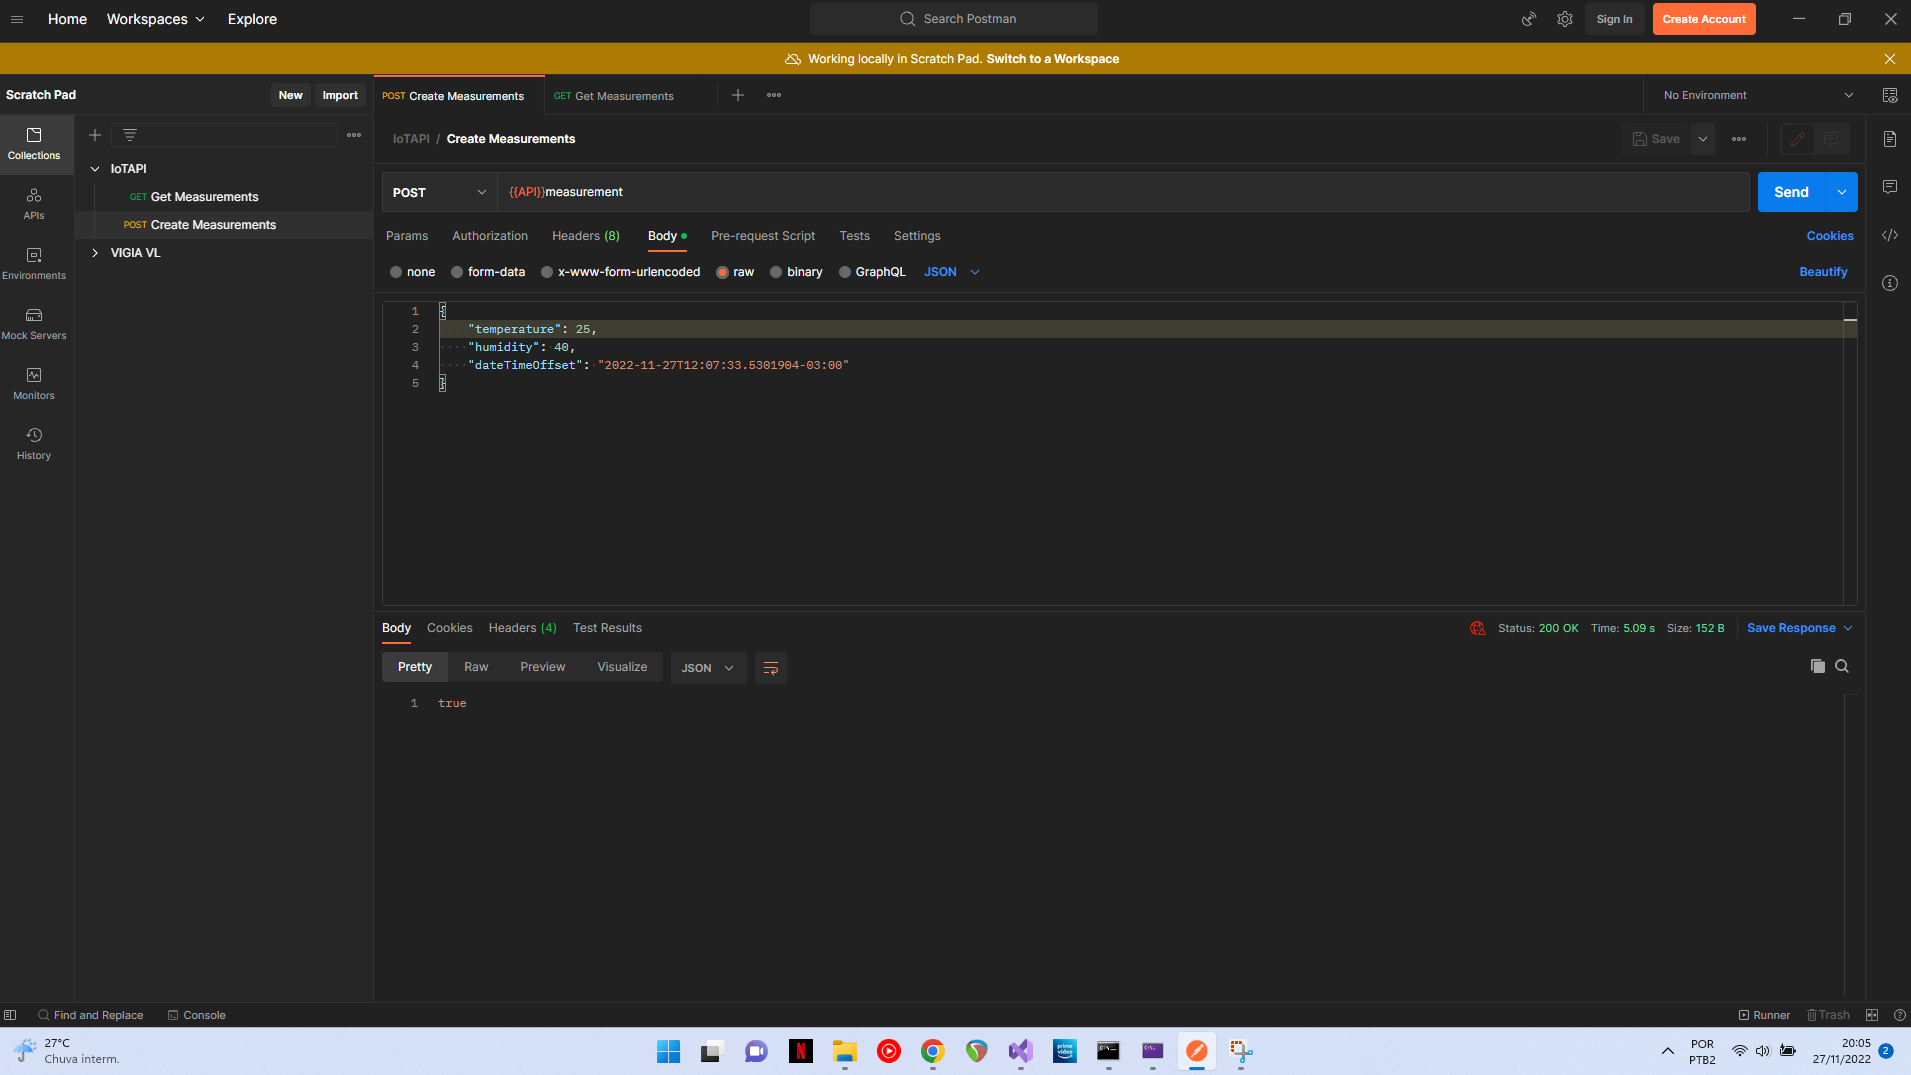 Home Workspaces Explore Search Postman Sign In Create Account
Working locally in Scratch Pad. Switch to a Workspace
Scratch Pad New Import
POST Create Measurements GET Get Measurements No Environment
Collections
APIs
Environments
Mock Servers
Monitors
History
IoTAPI
GET Get Measurements
POST Create Measurements
VIGIA VL
IoTAPI / Create Measurements Save
POST {{API}}measurement Send
Params Authorization Headers (8) Body Pre-request Script Tests Settings Cookies
none form-data x-www-form-urlencoded raw binary GraphQL JSON Beautify
1 {
2 "temperature": 25,
3 "humidity": 40,
4 "dateTimeOffset": "2022-11-27T12:07:33.5301904-03:00"
5 }
Body Cookies Headers (4) Test Results Status: 200 OK Time: 5.09 s Size: 152 B Save Response
Pretty Raw Preview Visualize JSON
1 true
Find and Replace Console Runner Trash
27°C
Chuva interm.
prime video
POR
PTB2
20:05
27/11/2022
2